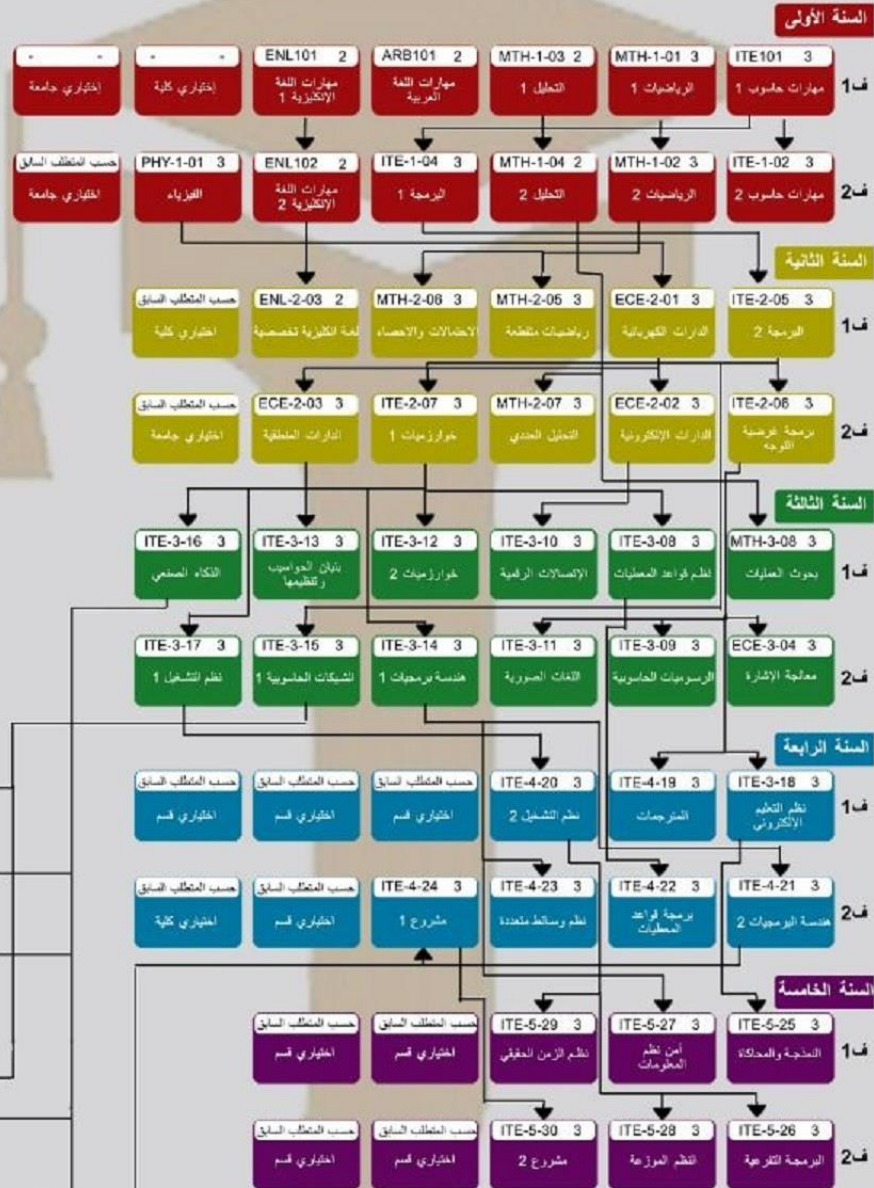 السنة الأولى
ف1
ITE101 3
مهارات حاسوب 1
MTH-1-01 3
الرياضيات 1
MTH-1-03 2
التحليل 1
ARB101 2
مهارات اللغة
العربية
ENL101 2
مهارات اللغة
الإنكليزية 1
- -
إختياري كلية
- -
إختياري جامعة
ف2
ITE-1-02 3
مهارات حاسوب 2
MTH-1-02 3
الرياضيات 2
MTH-1-04 2
التحليل 2
ITE-1-04 3
البرمجة 1
ENL102 2
مهارات اللغة
الإنكليزية 2
PHY-1-01 3
الفيزياء
حسب المتطلب السابق
اختياري جامعة
السنة الثانية
ف1
ITE-2-05 3
البرمجة 2
ECE-2-01 3
الدارات الكهربائية
MTH-2-05 3
رياضيات متقطعة
MTH-2-06 3
الاحتمالات والاحصاء
ENL-2-03 2
لغة انكليزية تخصصية
حسب المتطلب السابق
اختياري كلية
ف2
ITE-2-06 3
برمجة غرضية
التوجه
ECE-2-02 3
الدارات الإلكترونية
MTH-2-07 3
التحليل العددي
ITE-2-07 3
خوارزميات 1
ECE-2-03 3
الدارات المنطقية
حسب المتطلب السابق
اختياري جامعة
السنة الثالثة
ف1
MTH-3-08 3
بحوث العمليات
ITE-3-08 3
نظم قواعد المعطيات
ITE-3-10 3
الإتصالات الرقمية
ITE-3-12 3
خوارزميات 2
ITE-3-13 3
بنيان الحواسيب
وتنظيمها
ITE-3-16 3
الذكاء الصنعي
ف2
ECE-3-04 3
معالجة الإشارة
ITE-3-09 3
الرسوميات الحاسوبية
ITE-3-11 3
اللغات الصورية
ITE-3-14 3
هندسة برمجيات 1
ITE-3-15 3
الشبكات الحاسوبية 1
ITE-3-17 3
نظم التشغيل 1
السنة الرابعة
ف1
ITE-3-18 3
نظم التعليم
الإلكتروني
ITE-4-19 3
المترجمات
ITE-4-20 3
نظم التشغيل 2
حسب المتطلب السابق
اختياري قسم
حسب المتطلب السابق
اختياري قسم
حسب المتطلب السابق
اختياري قسم
ف2
ITE-4-21 3
هندسة البرمجيات 2
ITE-4-22 3
برمجة قواعد
المعطيات
ITE-4-23 3
نظم وسائط متعددة
ITE-4-24 3
مشروع 1
حسب المتطلب السابق
اختياري قسم
حسب المتطلب السابق
اختياري كلية
السنة الخامسة
ف1
ITE-5-25 3
النمذجة والمحاكاة
ITE-5-27 3
أمن نظم
المعلومات
ITE-5-29 3
نظم الزمن الحقيقي
حسب المتطلب السابق
اختياري قسم
حسب المتطلب السابق
اختياري قسم
ف2
ITE-5-26 3
البرمجة التفرعية
ITE-5-28 3
النظم الموزعة
ITE-5-30 3
مشروع 2
حسب المتطلب السابق
اختياري قسم
حسب المتطلب السابق
اختياري قسم